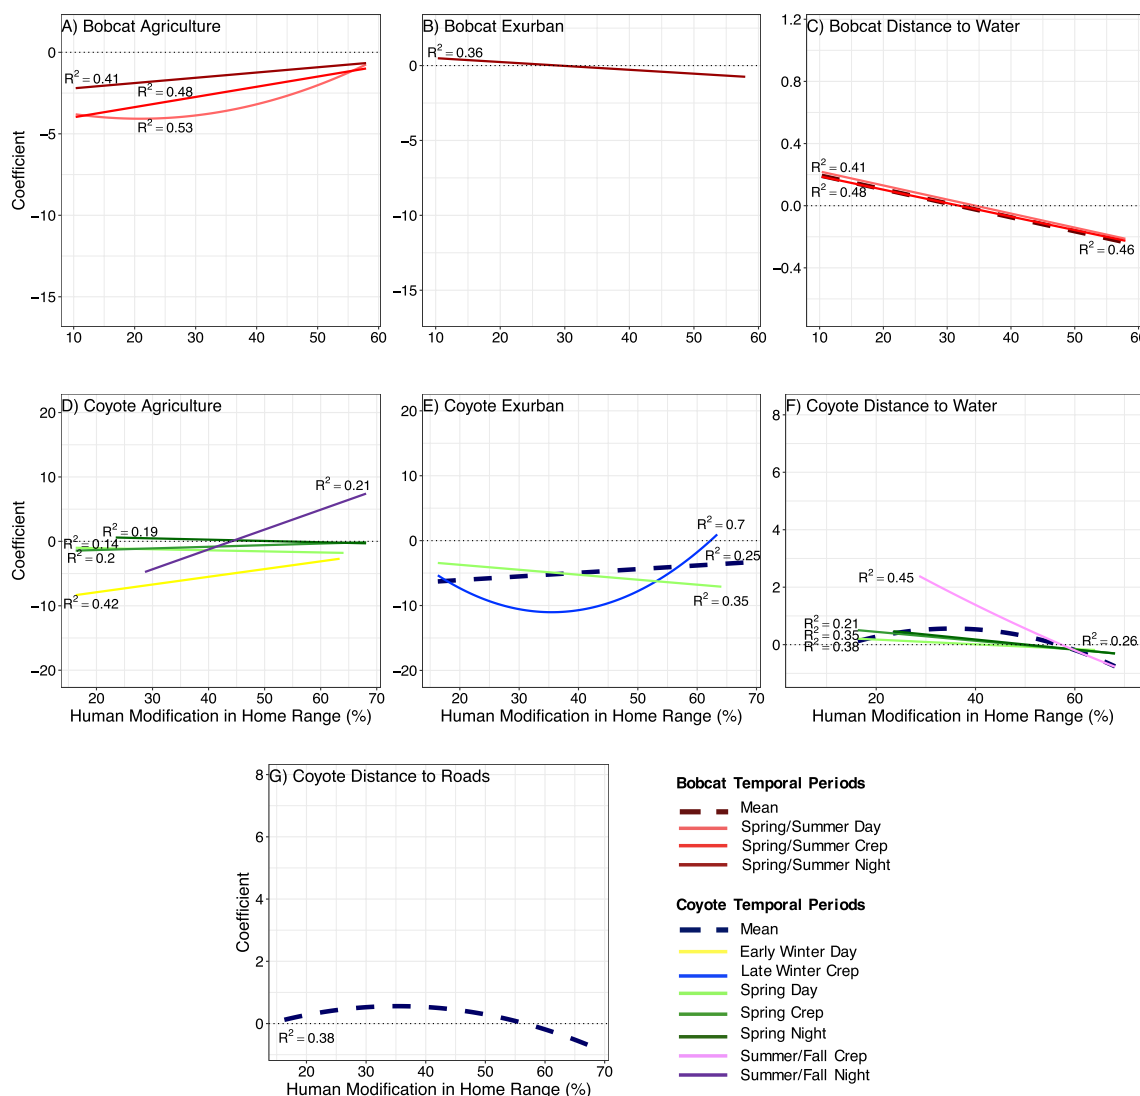 A) Bobcat Agriculture
B) Bobcat Exurban
C) Bobcat Distance to Water
Coefficient
0
−5
−10
−15
R² = 0.41
R² = 0.48
R² = 0.53
10 20 30 40 50 60
0
−5
−10
−15
R² = 0.36
10 20 30 40 50 60
1.2
0.8
0.4
0.0
−0.4
R² = 0.41
R² = 0.48
R² = 0.46
10 20 30 40 50 60
D) Coyote Agriculture
E) Coyote Exurban
F) Coyote Distance to Water
Coefficient
20
10
0
−10
−20
R² = 0.21
R² = 0.19
R² = 0.14
R² = 0.2
R² = 0.42
20 30 40 50 60 70
Human Modification in Home Range (%)
20
10
0
−10
−20
R² = 0.7
R² = 0.25
R² = 0.35
20 30 40 50 60 70
Human Modification in Home Range (%)
8
6
4
2
0
R² = 0.45
R² = 0.21
R² = 0.35
R² = 0.38
R² = 0.26
20 40 60
Human Modification in Home Range (%)
G) Coyote Distance to Roads
Coefficient
8
6
4
2
0
R² = 0.38
20 30 40 50 60 70
Human Modification in Home Range (%)
Bobcat Temporal Periods
Mean
Spring/Summer Day
Spring/Summer Crep
Spring/Summer Night
Coyote Temporal Periods
Mean
Early Winter Day
Late Winter Crep
Spring Day
Spring Crep
Spring Night
Summer/Fall Crep
Summer/Fall Night